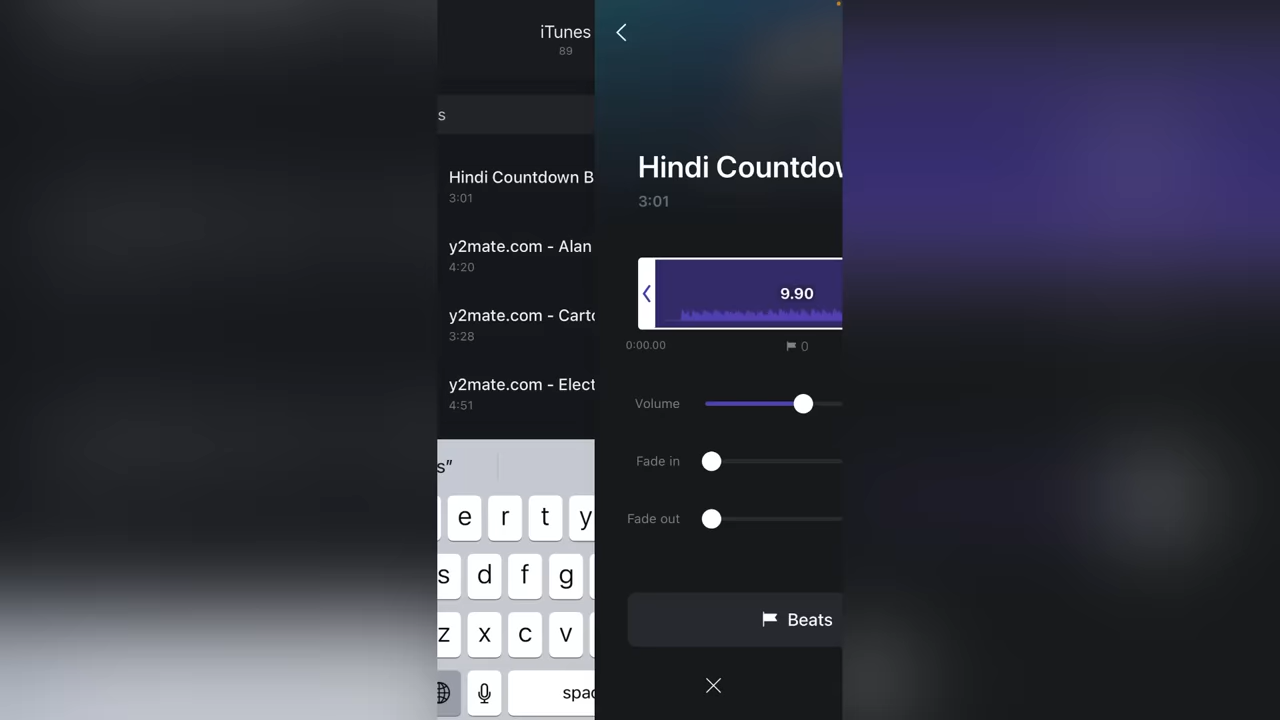 iTunes
89
s
Hindi Countdown B
3:01
y2mate.com - Alan
4:20
y2mate.com - Carto
3:28
y2mate.com - Elect
4:51
s”
e r t y
s d f g
z x c v
spac
Hindi Countdow
3:01
9.90
0:00.00
0
Volume
Fade in
Fade out
Beats